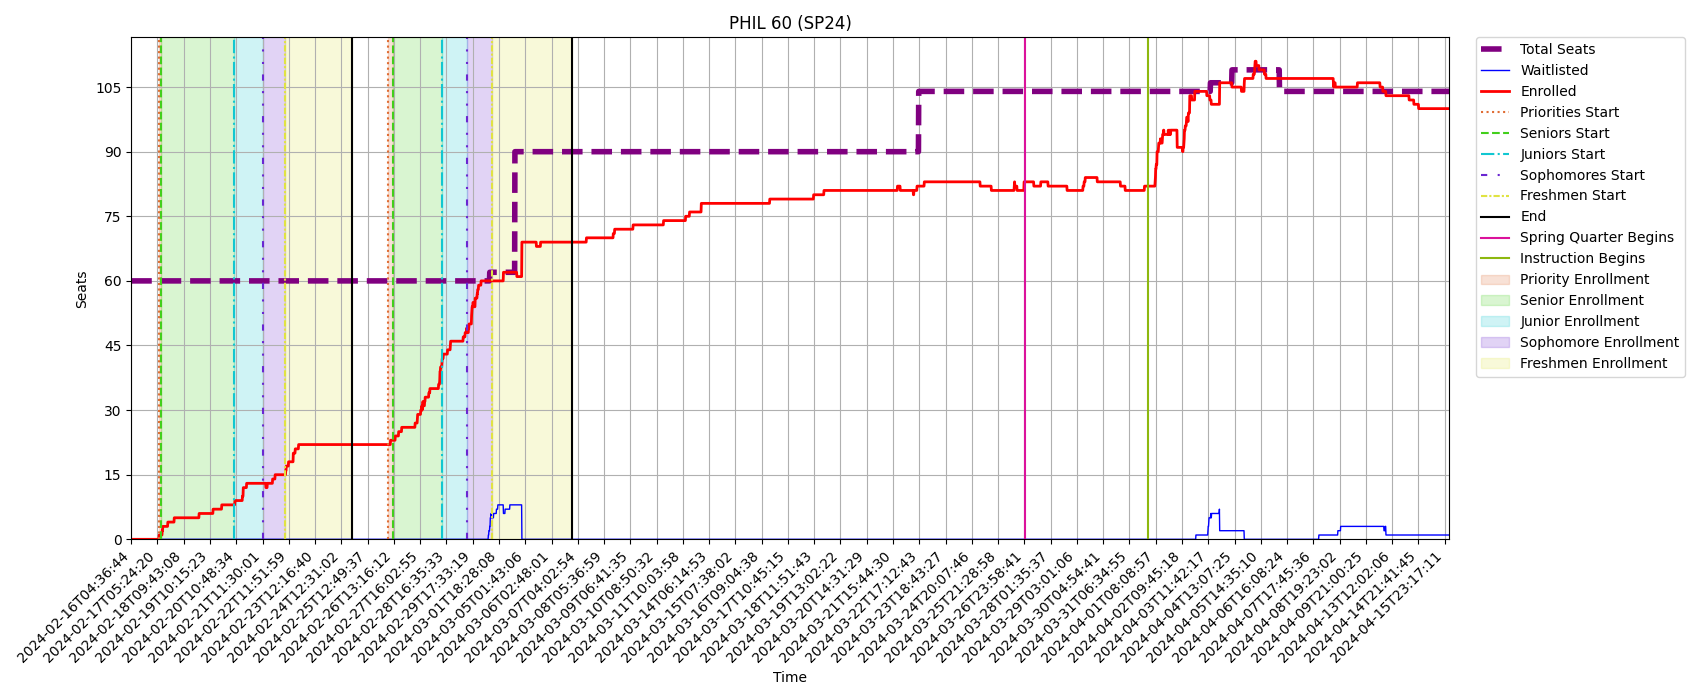 PHIL 60 (SP24)
Seats
105
90
75
60
45
30
15
0
2024-02-16T04:36:44
2024-02-17T05:24:20
2024-02-18T09:43:08
2024-02-19T10:15:23
2024-02-20T10:48:34
2024-02-21T11:30:01
2024-02-22T11:51:59
2024-02-23T12:16:40
2024-02-24T12:31:02
2024-02-25T12:49:37
2024-02-26T13:16:12
2024-02-27T16:02:55
2024-02-28T16:35:33
2024-02-29T17:33:19
2024-03-01T18:28:08
2024-03-05T01:43:06
2024-03-06T02:48:01
2024-03-07T04:02:54
2024-03-08T05:36:59
2024-03-09T06:41:35
2024-03-10T08:50:32
2024-03-11T10:03:58
2024-03-14T06:14:53
2024-03-15T07:38:02
2024-03-16T09:04:38
2024-03-17T10:45:15
2024-03-18T11:51:43
2024-03-19T13:02:22
2024-03-20T14:31:29
2024-03-21T15:44:30
2024-03-22T17:12:43
2024-03-23T18:43:27
2024-03-24T20:07:46
2024-03-25T21:28:58
2024-03-26T23:58:41
2024-03-28T01:35:37
2024-03-29T03:01:06
2024-03-30T04:54:41
2024-03-31T06:34:55
2024-04-01T08:08:57
2024-04-02T09:45:18
2024-04-03T11:42:17
2024-04-04T13:07:25
2024-04-05T14:35:10
2024-04-06T16:08:24
2024-04-07T17:45:36
2024-04-08T19:23:02
2024-04-09T21:00:25
2024-04-13T12:02:06
2024-04-14T21:41:45
2024-04-15T23:17:11
Time
Total Seats
Waitlisted
Enrolled
Priorities Start
Seniors Start
Juniors Start
Sophomores Start
Freshmen Start
End
Spring Quarter Begins
Instruction Begins
Priority Enrollment
Senior Enrollment
Junior Enrollment
Sophomore Enrollment
Freshmen Enrollment